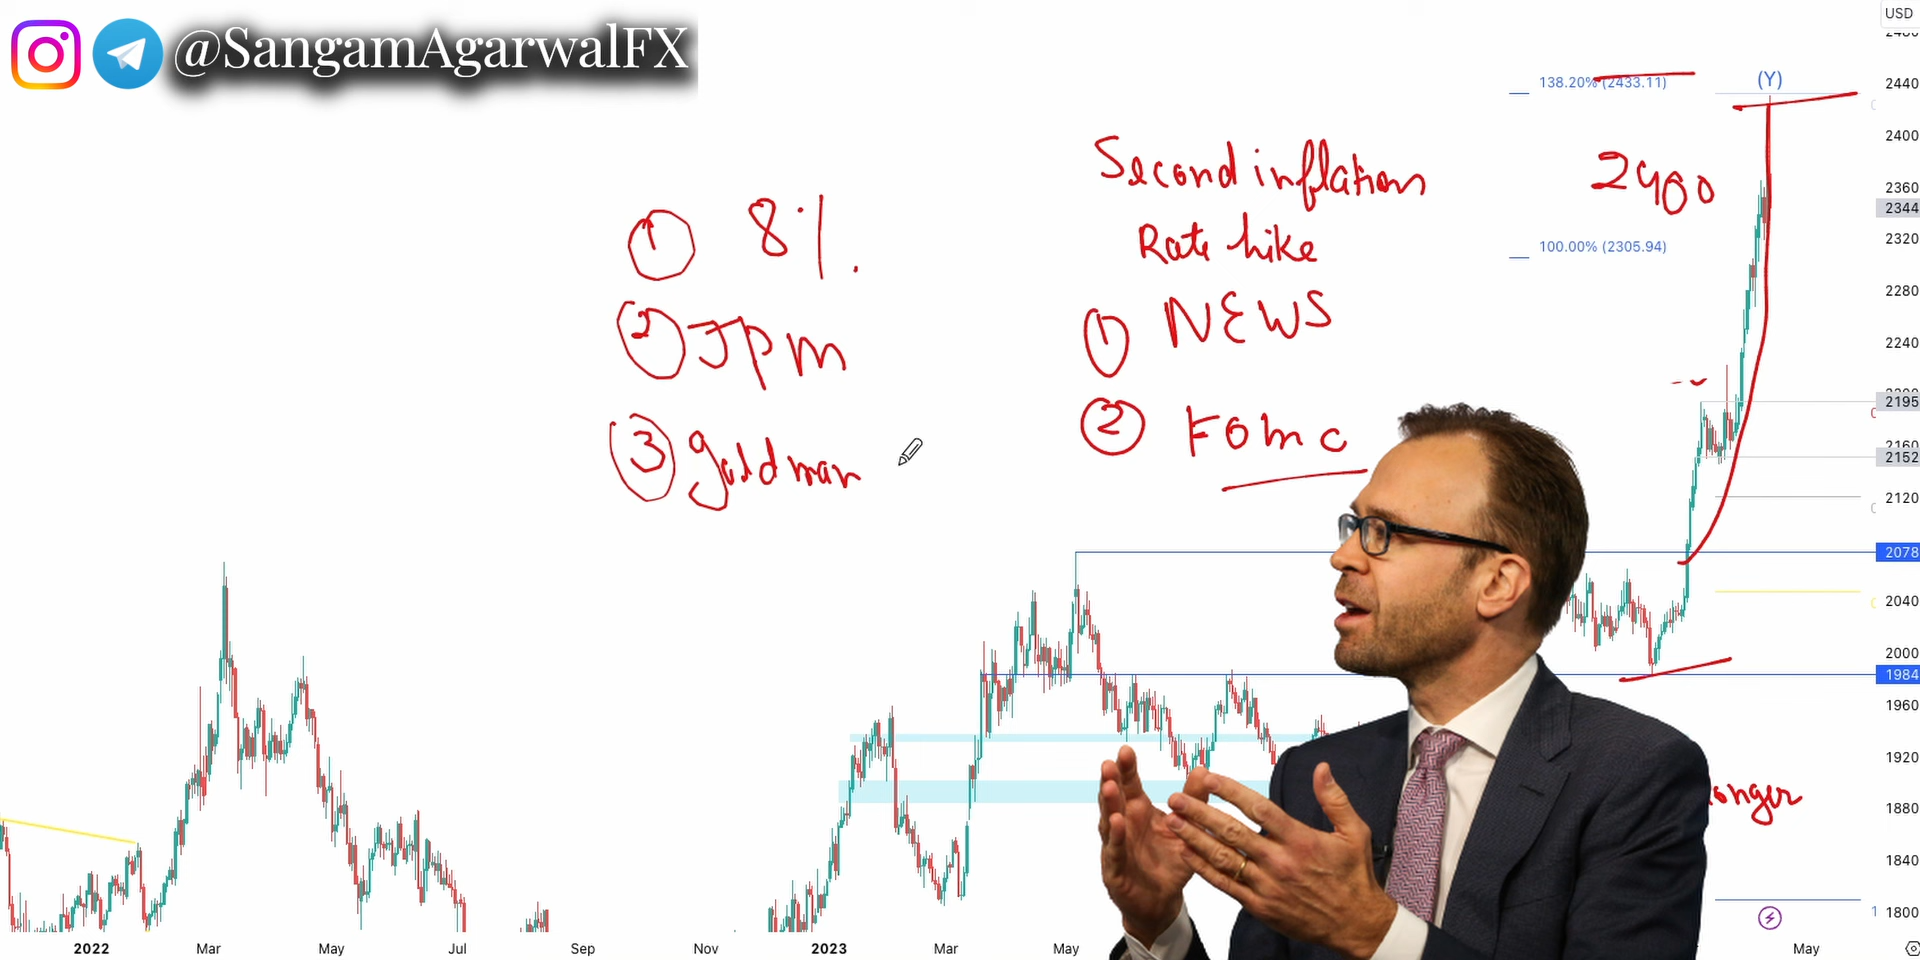 @SangamAgarwalFX
USD
138.20% (2433.11)
(Y)
2440
2400
2360
2344
2320
100.00% (2305.94)
2280
2240
2195
2160
2152
2120
2078
2040
2000
1984
1960
1920
1880
1840
1800
Second inflation
Rate hike
① NEWS
② FOMC
① 8%.
② JPM
③ goldman
2400
longer
2022
Mar
May
Jul
Sep
Nov
2023
Mar
May
May